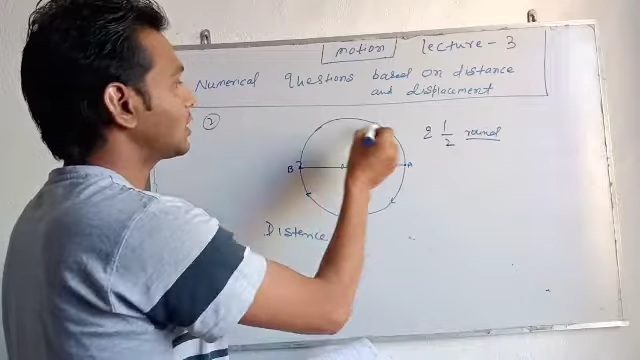 motion lecture - 3
Numerical Questions based on distance
and displacement
2
2 1/2 round
B A
Distence